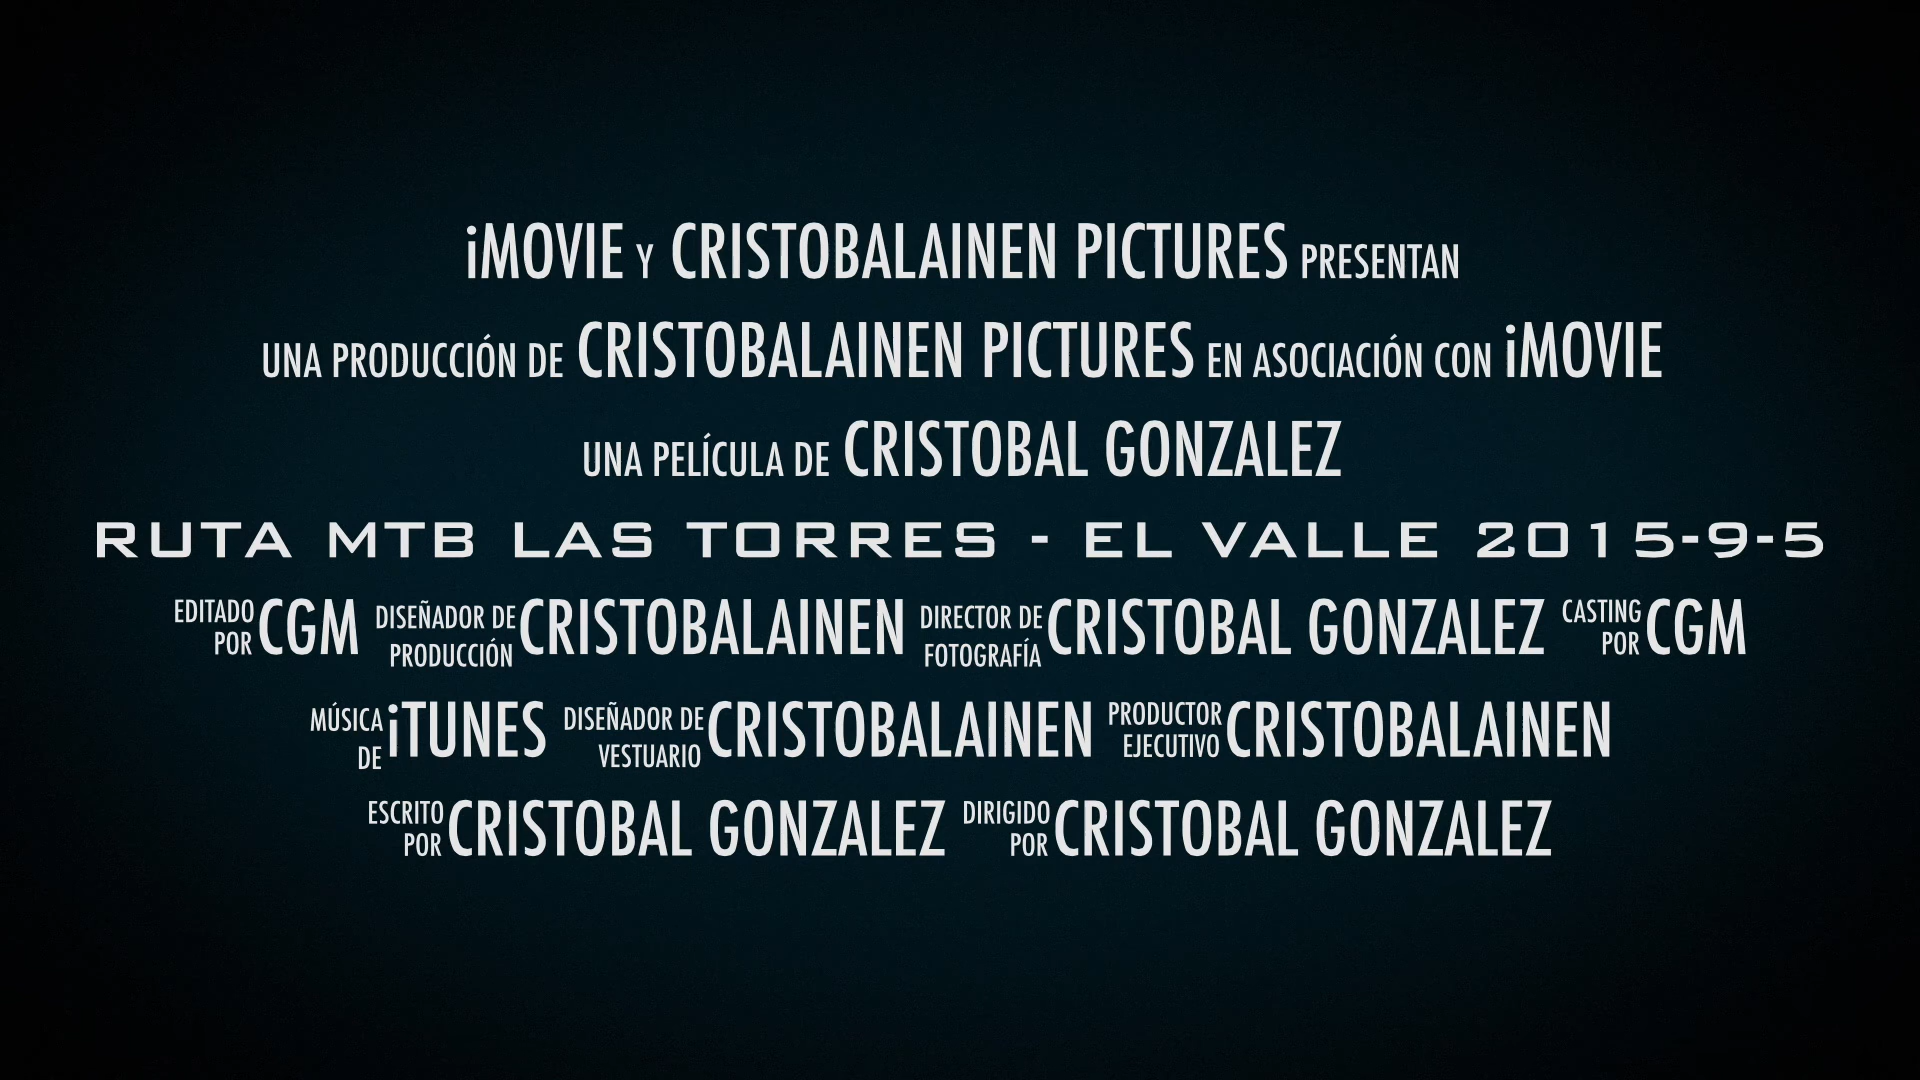 iMOVIE Y CRISTOBALAINEN PICTURES PRESENTAN
UNA PRODUCCIÓN DE CRISTOBALAINEN PICTURES EN ASOCIACIÓN CON iMOVIE
UNA PELÍCULA DE CRISTOBAL GONZALEZ
RUTA MTB LAS TORRES - EL VALLE 2015-9-5
EDITADO POR CGM DISEÑADOR DE PRODUCCIÓN CRISTOBALAINEN DIRECTOR DE FOTOGRAFÍA CRISTOBAL GONZALEZ CASTING POR CGM
MÚSICA DE iTUNES DISEÑADOR DE VESTUARIO CRISTOBALAINEN PRODUCTOR EJECUTIVO CRISTOBALAINEN
ESCRITO POR CRISTOBAL GONZALEZ DIRIGIDO POR CRISTOBAL GONZALEZ